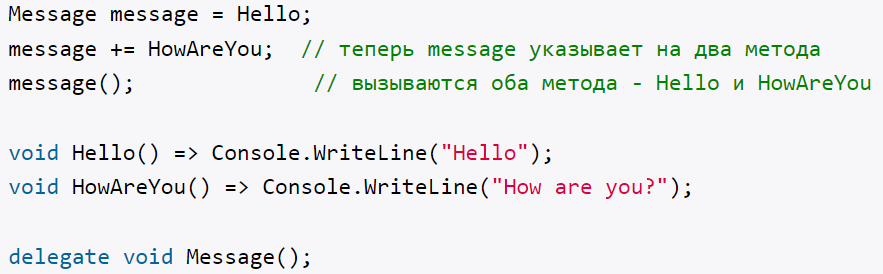 Message message = Hello;
message += HowAreYou;  // теперь message указывает на два метода
message();              // вызываются оба метода - Hello и HowAreYou
void Hello() => Console.WriteLine("Hello");
void HowAreYou() => Console.WriteLine("How are you?");
delegate void Message();